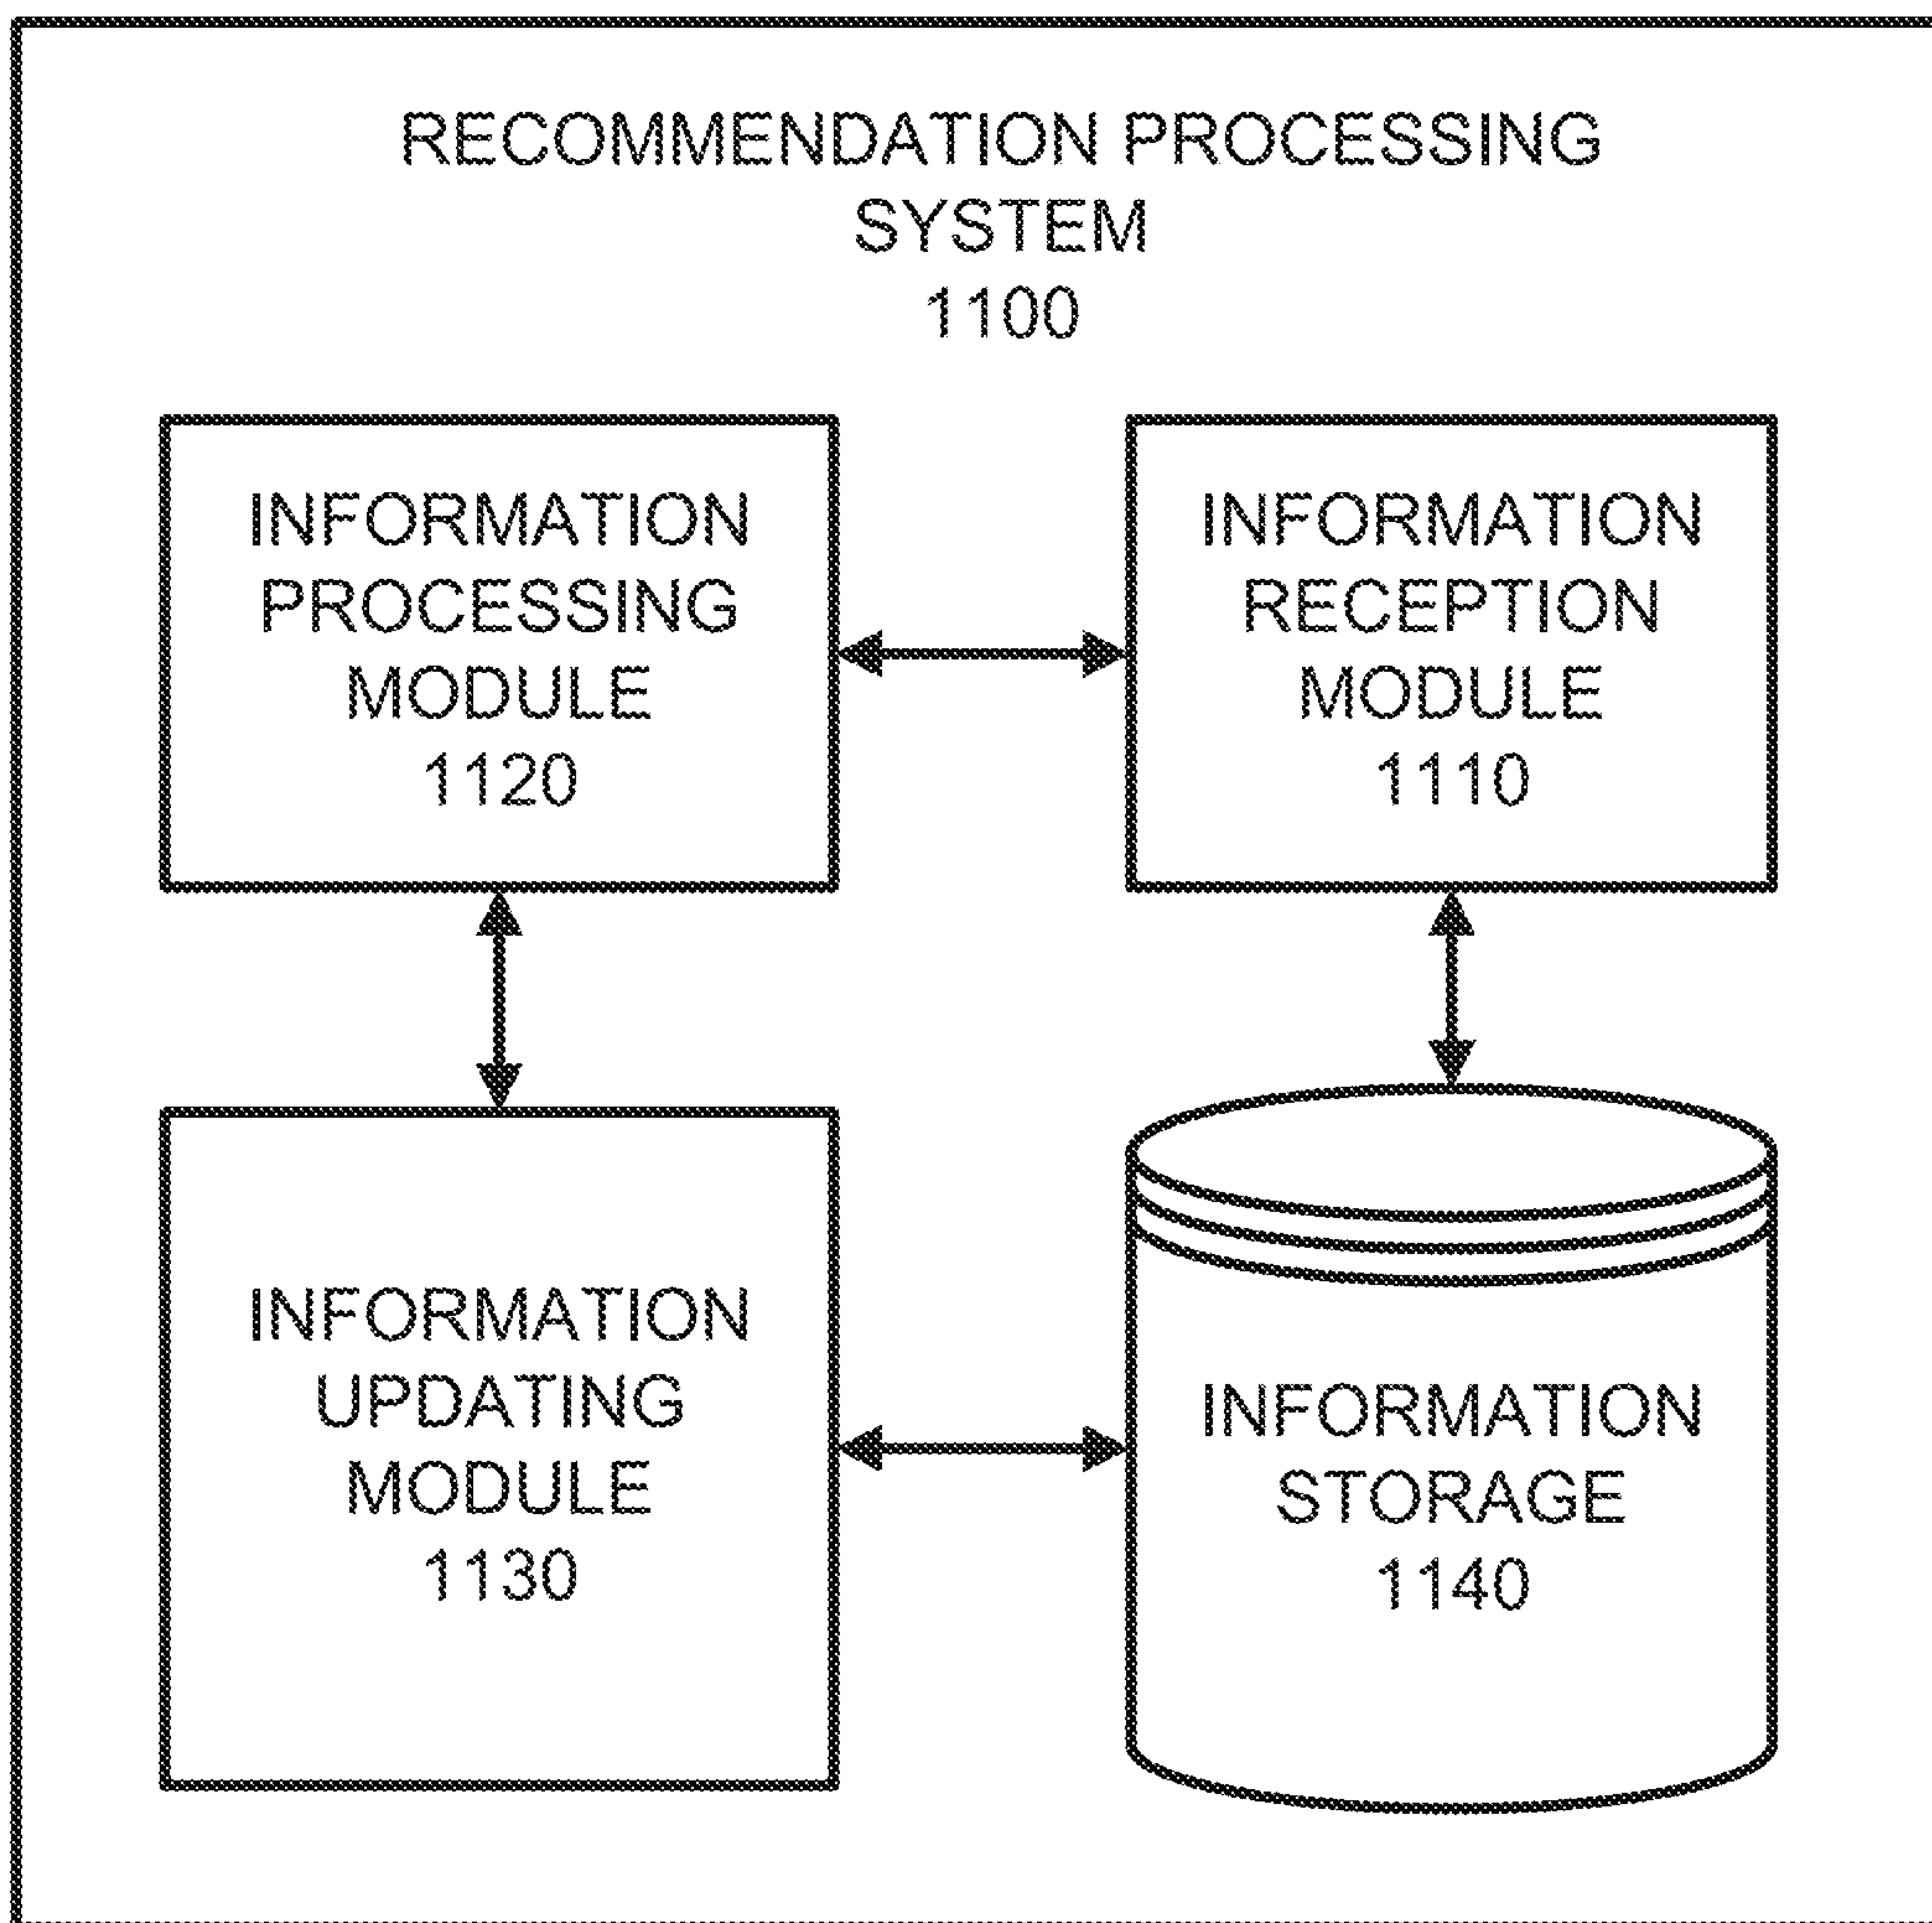 RECOMMENDATION PROCESSING
SYSTEM
1100
INFORMATION
PROCESSING
MODULE
1120
INFORMATION
RECEPTION
MODULE
1110
INFORMATION
UPDATING
MODULE
1130
INFORMATION
STORAGE
1140